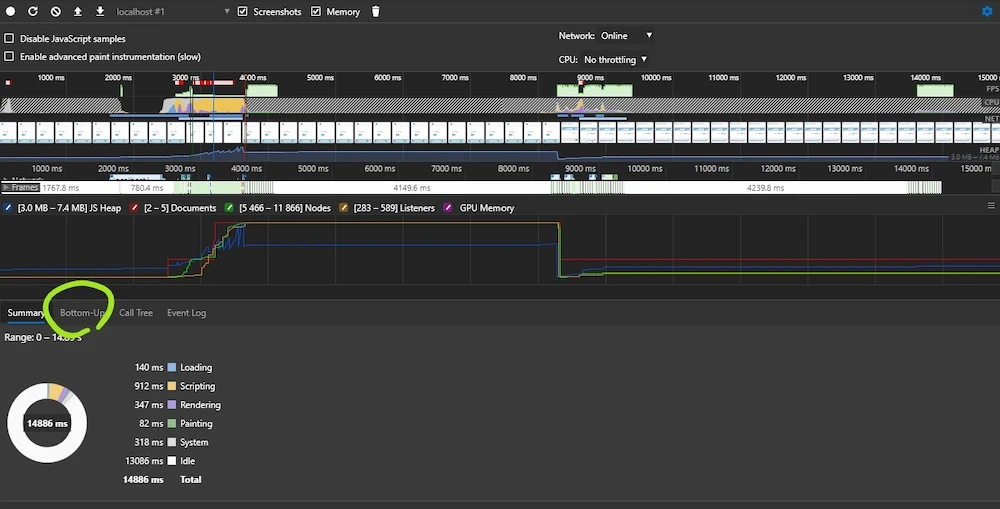 localhost #1 Screenshots Memory
Disable JavaScript samples Network: Online
Enable advanced paint instrumentation (slow) CPU: No throttling
1000 ms 2000 ms 3000 ms 4000 ms 5000 ms 6000 ms 7000 ms 8000 ms 9000 ms 10000 ms 11000 ms 12000 ms 13000 ms 14000 ms 15000
FPS
CPU
NET
HEAP
3.0 MB – 7.4 MB
1000 ms 2000 ms 3000 ms 4000 ms 5000 ms 6000 ms 7000 ms 8000 ms 9000 ms 10000 ms 11000 ms 12000 ms 13000 ms 14000 ms 15000 m
Frames 1767.8 ms 780.4 ms 4149.6 ms 4239.8 ms
[3.0 MB – 7.4 MB] JS Heap [2 – 5] Documents [5 466 – 11 866] Nodes [283 – 589] Listeners GPU Memory
Summary Bottom-Up Call Tree Event Log
Range: 0 – 14.89 s
140 ms Loading
912 ms Scripting
347 ms Rendering
14886 ms
82 ms Painting
318 ms System
13086 ms Idle
14886 ms Total